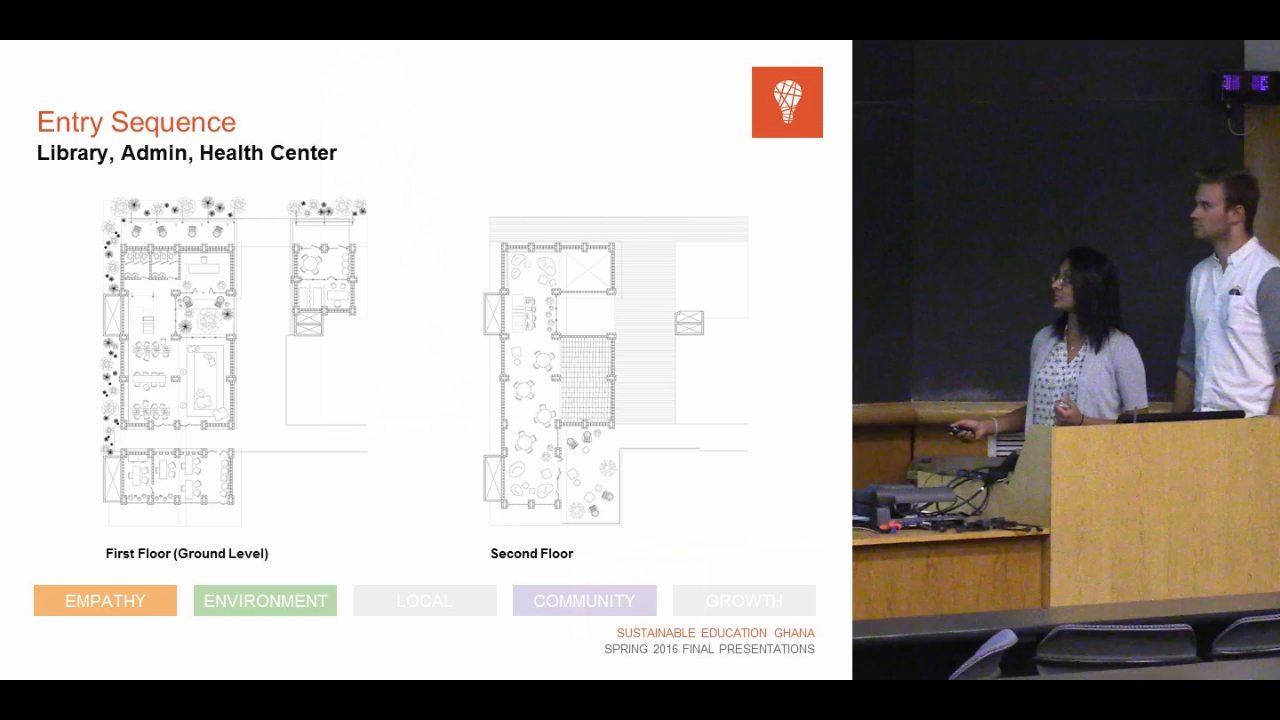 Entry Sequence
Library, Admin, Health Center
First Floor (Ground Level)
Second Floor
EMPATHY
ENVIRONMENT
LOCAL
COMMUNITY
GROWTH
SUSTAINABLE EDUCATION GHANA
SPRING 2016 FINAL PRESENTATIONS